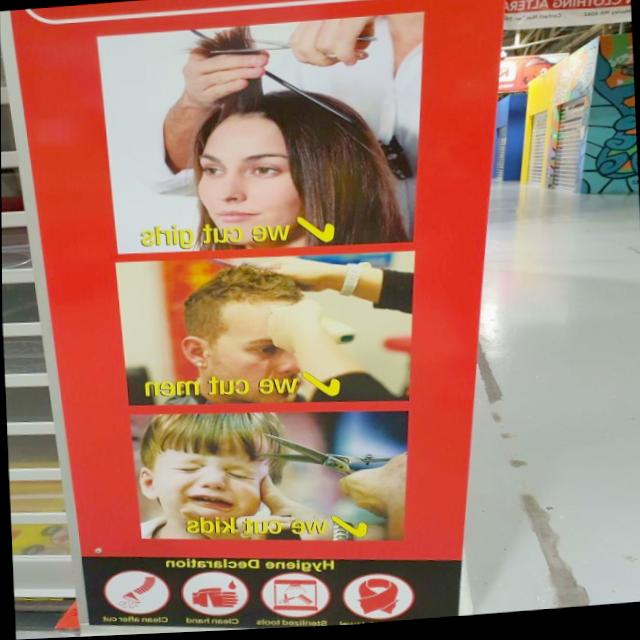 CLOTHING ALTERA
✓ we cut girls
✓ we cut men
✓ we cut kids
Hygiene Declaration
Sterilized tools
Clean hand
Clean after cut